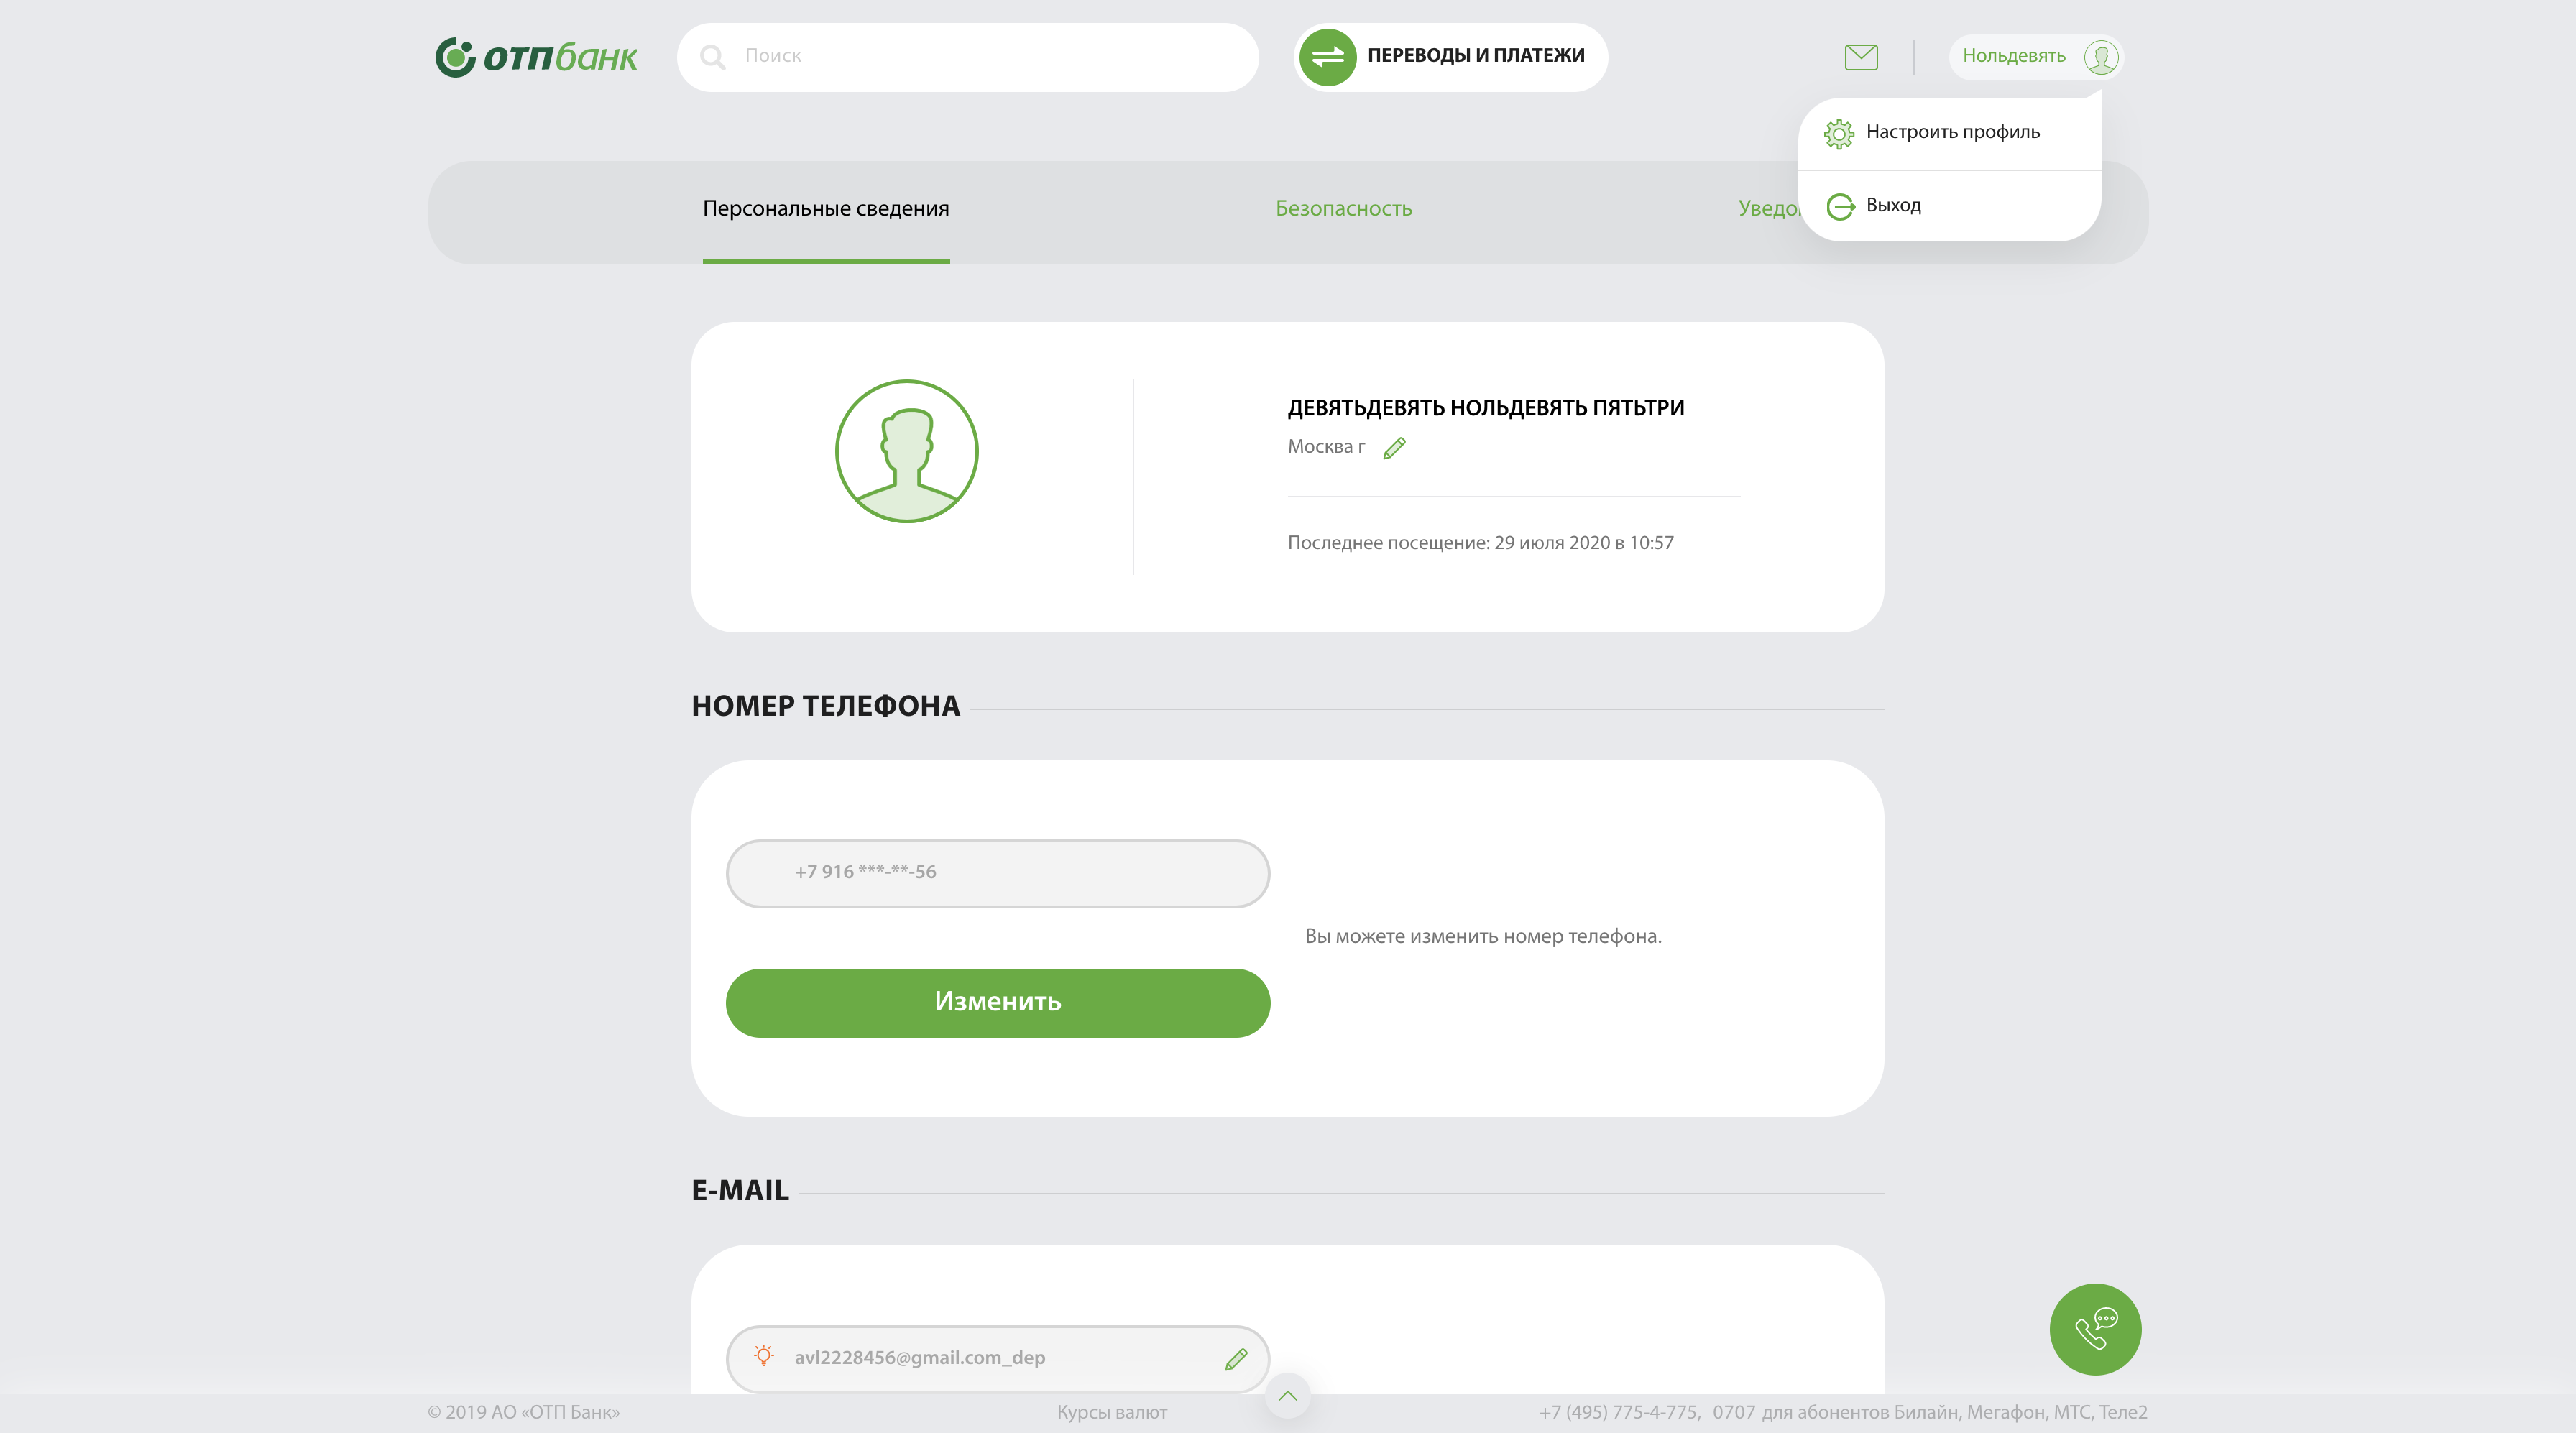 ОТПбанк
Поиск
ПЕРЕВОДЫ И ПЛАТЕЖИ
Нольдевять
Настроить профиль
Выход
Персональные сведения
Безопасность
ДЕВЯТЬДЕВЯТЬ НОЛЬДЕВЯТЬ ПЯТЬТРИ
Москва г
Последнее посещение: 29 июля 2020 в 10:57
НОМЕР ТЕЛЕФОНА
+7 916 ***-**-56
Вы можете изменить номер телефона.
Изменить
E-MAIL
avl2228456@gmail.com_dep
© 2019 АО «ОТП Банк»
Курсы валют
+7 (495) 775-4-775, 0707 для абонентов Билайн, Мегафон, МТС, Теле2